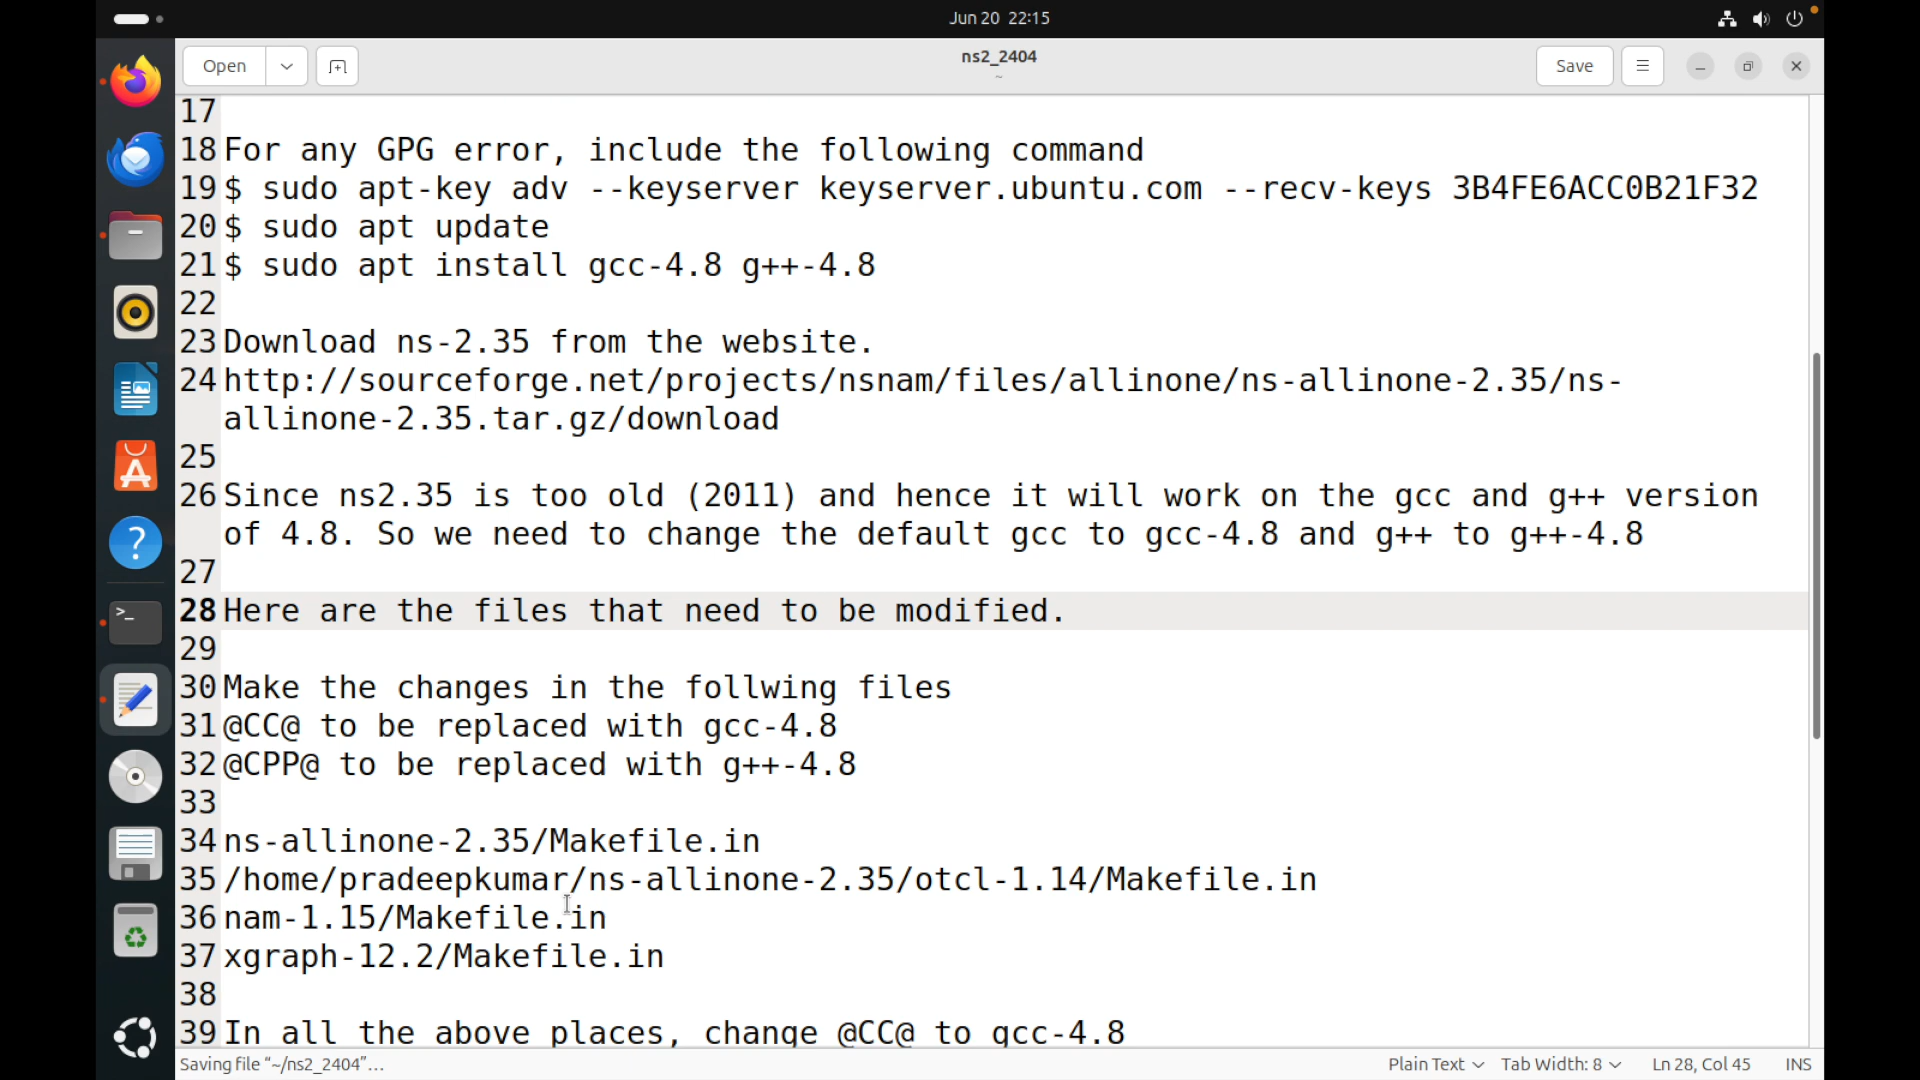 Jun 20 22:15
Open
ns2_2404
~
Save
17
18 For any GPG error, include the following command
19 $ sudo apt-key adv --keyserver keyserver.ubuntu.com --recv-keys 3B4FE6ACC0B21F32
20 $ sudo apt update
21 $ sudo apt install gcc-4.8 g++-4.8
22
23 Download ns-2.35 from the website.
24 http://sourceforge.net/projects/nsnam/files/allinone/ns-allinone-2.35/ns-
allinone-2.35.tar.gz/download
25
26 Since ns2.35 is too old (2011) and hence it will work on the gcc and g++ version
of 4.8. So we need to change the default gcc to gcc-4.8 and g++ to g++-4.8
27
28 Here are the files that need to be modified.
29
30 Make the changes in the follwing files
31 @CC@ to be replaced with gcc-4.8
32 @CPP@ to be replaced with g++-4.8
33
34 ns-allinone-2.35/Makefile.in
35 /home/pradeepkumar/ns-allinone-2.35/otcl-1.14/Makefile.in
36 nam-1.15/Makefile.in
37 xgraph-12.2/Makefile.in
38
39 In all the above places, change @CC@ to gcc-4.8
Saving file “~/ns2_2404”... Plain Text Tab Width: 8 Ln 28, Col 45 INS